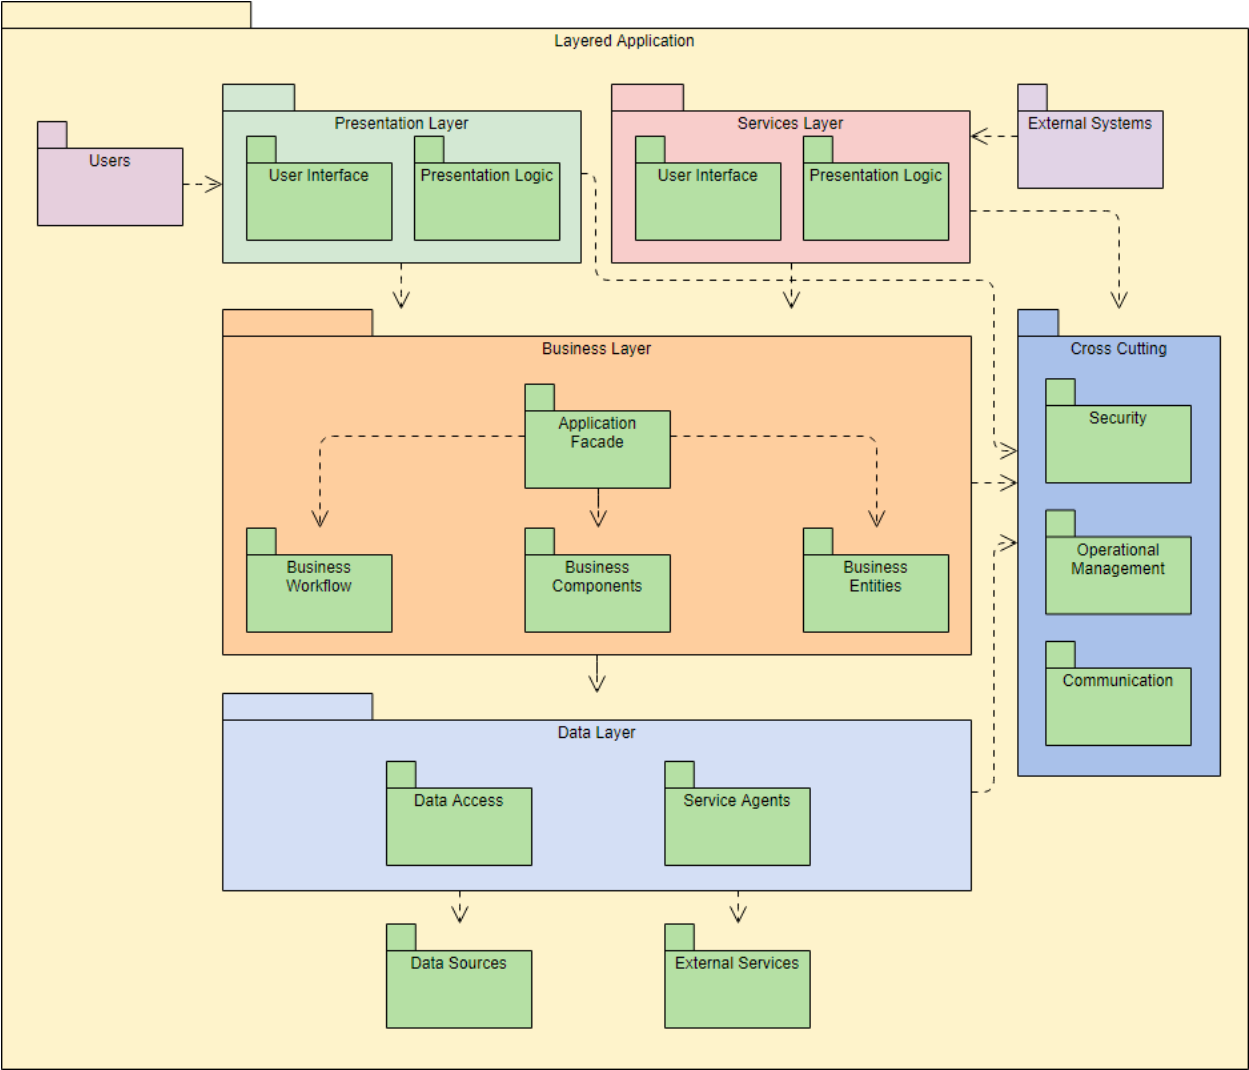 Layered Application
Users
Presentation Layer
User Interface
Presentation Logic
Services Layer
User Interface
Presentation Logic
External Systems
Business Layer
Application
Facade
Business
Workflow
Business
Components
Business
Entities
Cross Cutting
Security
Operational
Management
Communication
Data Layer
Data Access
Service Agents
Data Sources
External Services